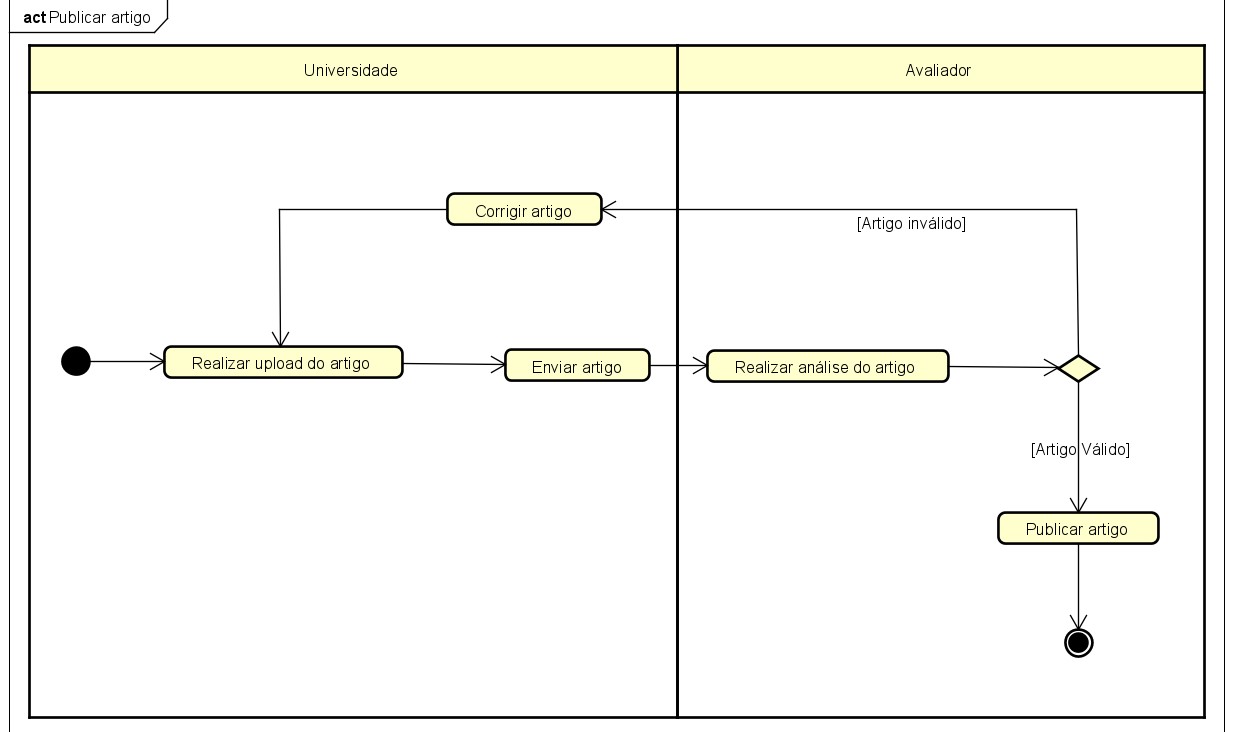 act Publicar artigo
Universidade
Avaliador
Corrigir artigo
[Artigo inválido]
Realizar upload do artigo
Enviar artigo
Realizar análise do artigo
[Artigo Válido]
Publicar artigo